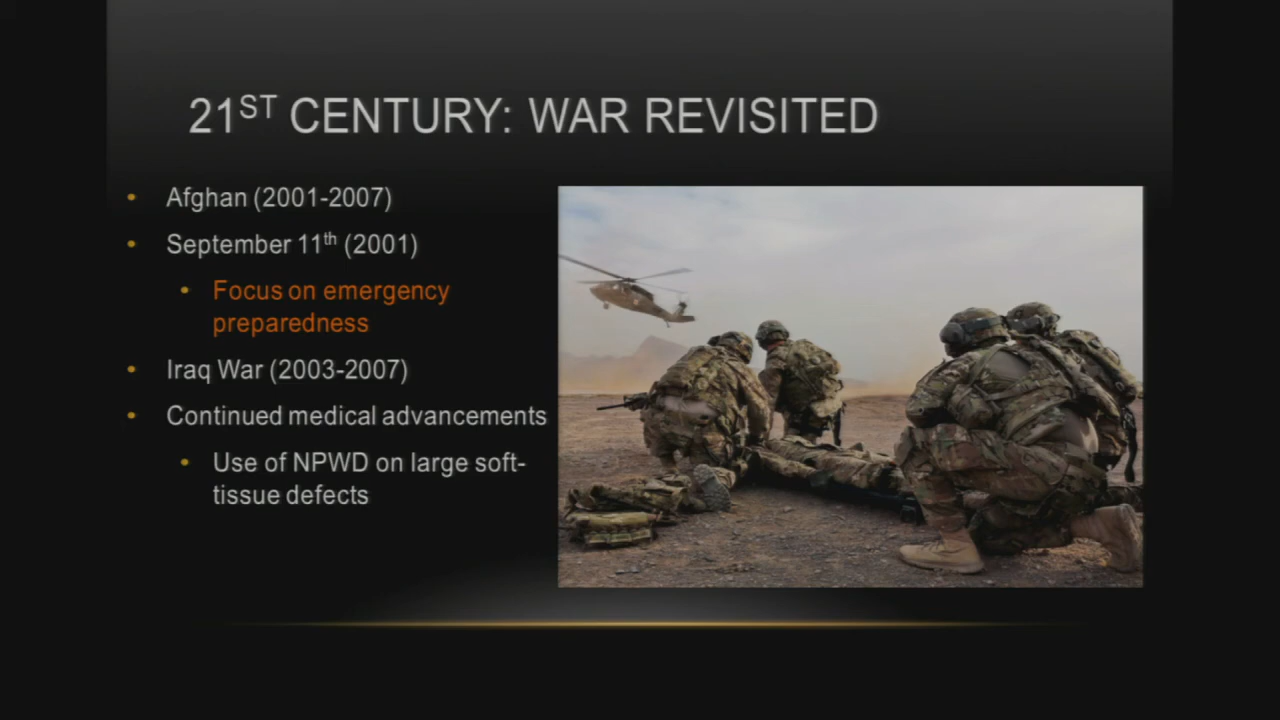 21ST CENTURY: WAR REVISITED
• Afghan (2001-2007)
• September 11th (2001)
• Focus on emergency
preparedness
• Iraq War (2003-2007)
• Continued medical advancements
• Use of NPWD on large soft-
tissue defects